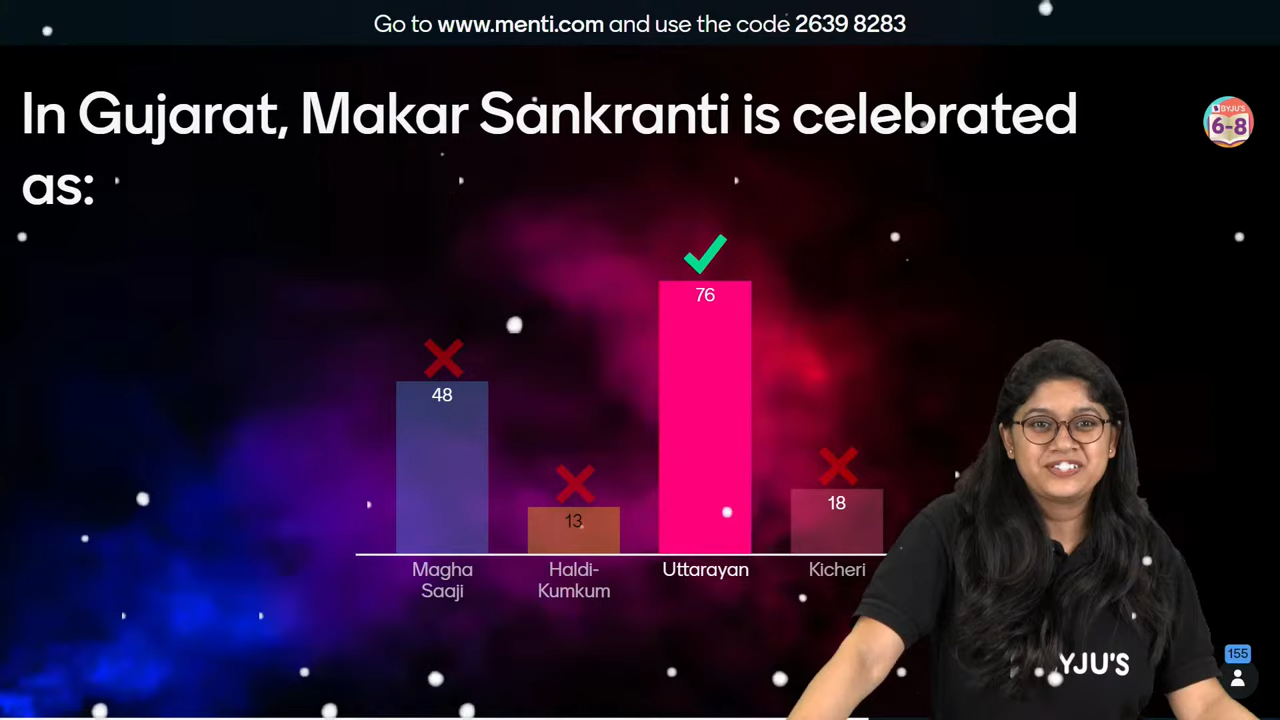 Go to www.menti.com and use the code 2639 8283
In Gujarat, Makar Sankranti is celebrated
as:
BYJU'S
6-8
76
48
18
13
Magha
Saaji
Haldi-
Kumkum
Uttarayan
Kicheri
YJU'S
155